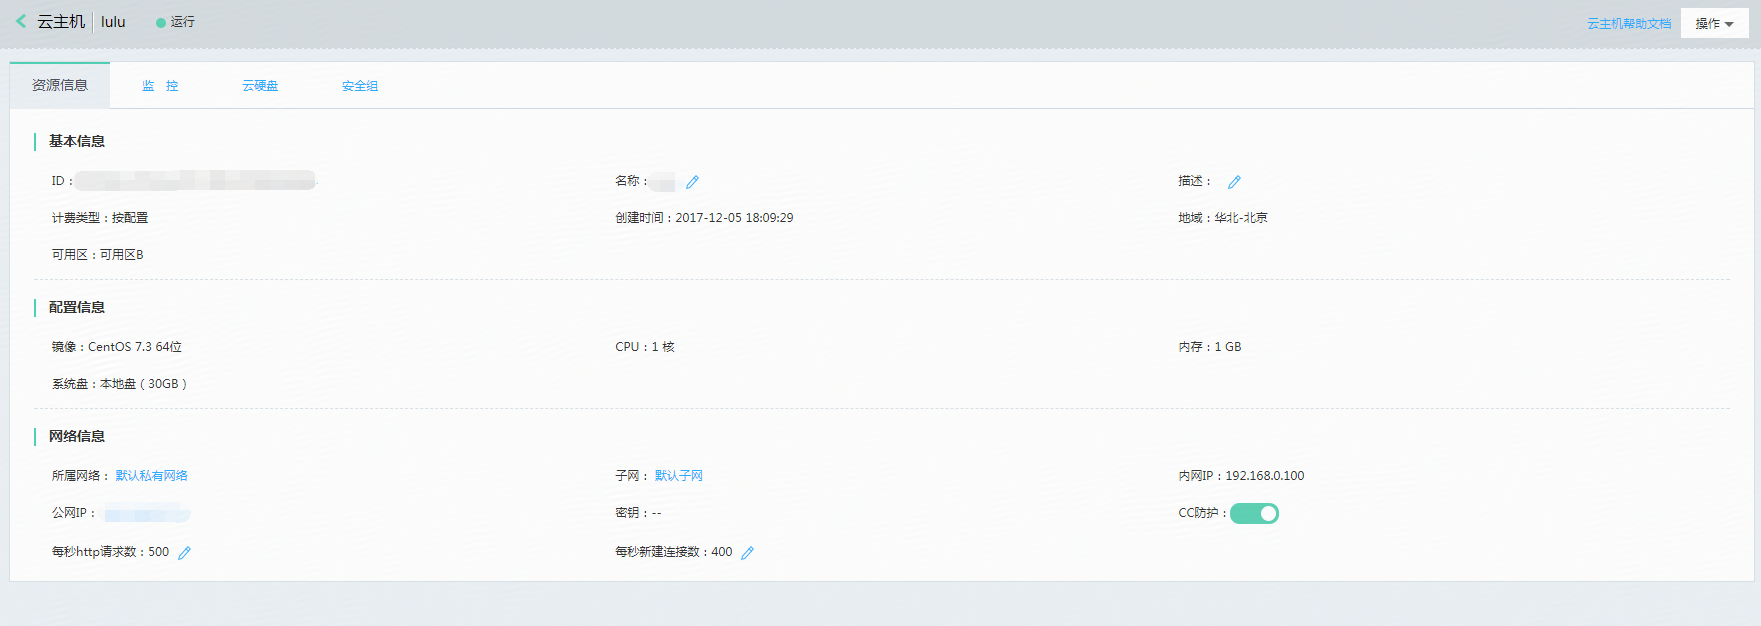 云主机 lulu 运行 云主机帮助文档 操作
资源信息 监 控 云硬盘 安全组
基本信息
ID： 名称： 描述：
计费类型：按配置 创建时间：2017-12-05 18:09:29 地域：华北-北京
可用区：可用区B
配置信息
镜像：CentOS 7.3 64位 CPU：1 核 内存：1 GB
系统盘：本地盘（30GB）
网络信息
所属网络： 默认私有网络 子网： 默认子网 内网IP：192.168.0.100
公网IP： 密钥：-- CC防护：
每秒http请求数：500 每秒新建连接数：400